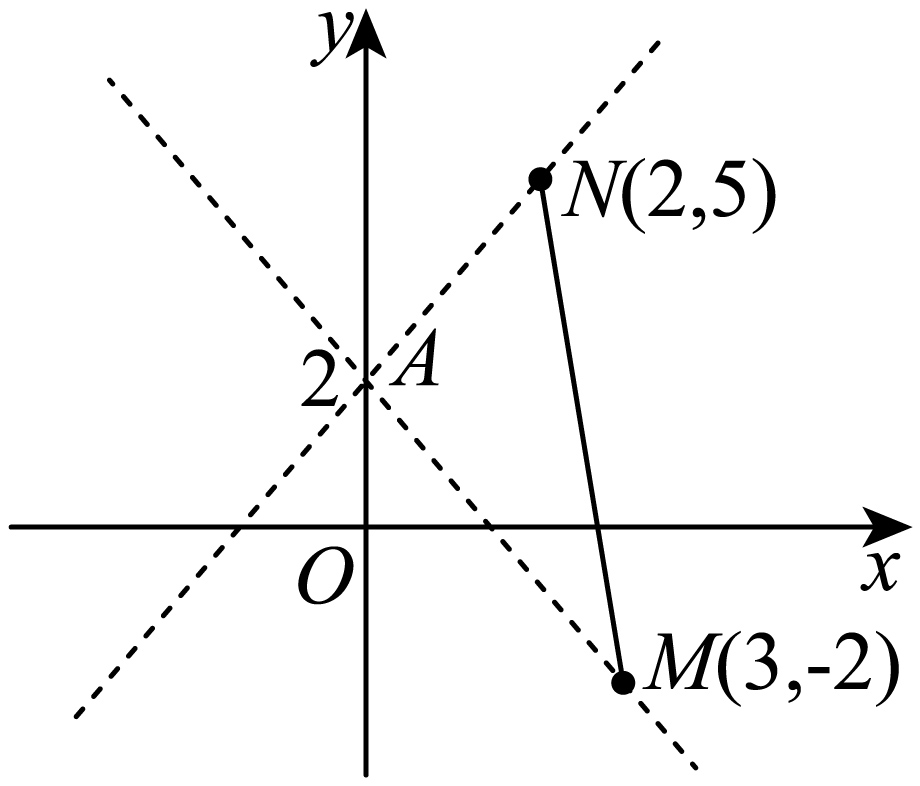 y
N(2,5)
2 A
O
x
M(3,-2)